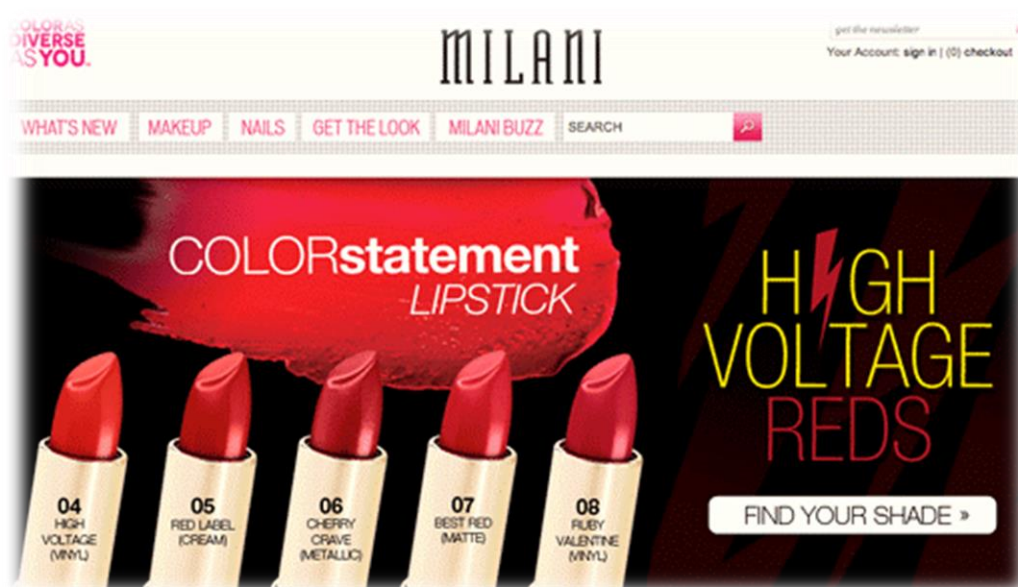 COLOR AS
DIVERSE
AS YOU.
MILANI
get the newsletter
Your Account: sign in | (0) checkout
WHAT'S NEW MAKEUP NAILS GET THE LOOK MILANI BUZZ SEARCH
COLORstatement
LIPSTICK
HIGH
VOLTAGE
REDS
04
HIGH
VOLTAGE
(VINYL)
05
RED LABEL
(CREAM)
06
CHERRY
CRAVE
(METALLIC)
07
BEST RED
(MATTE)
08
RUBY
VALENTINE
(VINYL)
FIND YOUR SHADE »